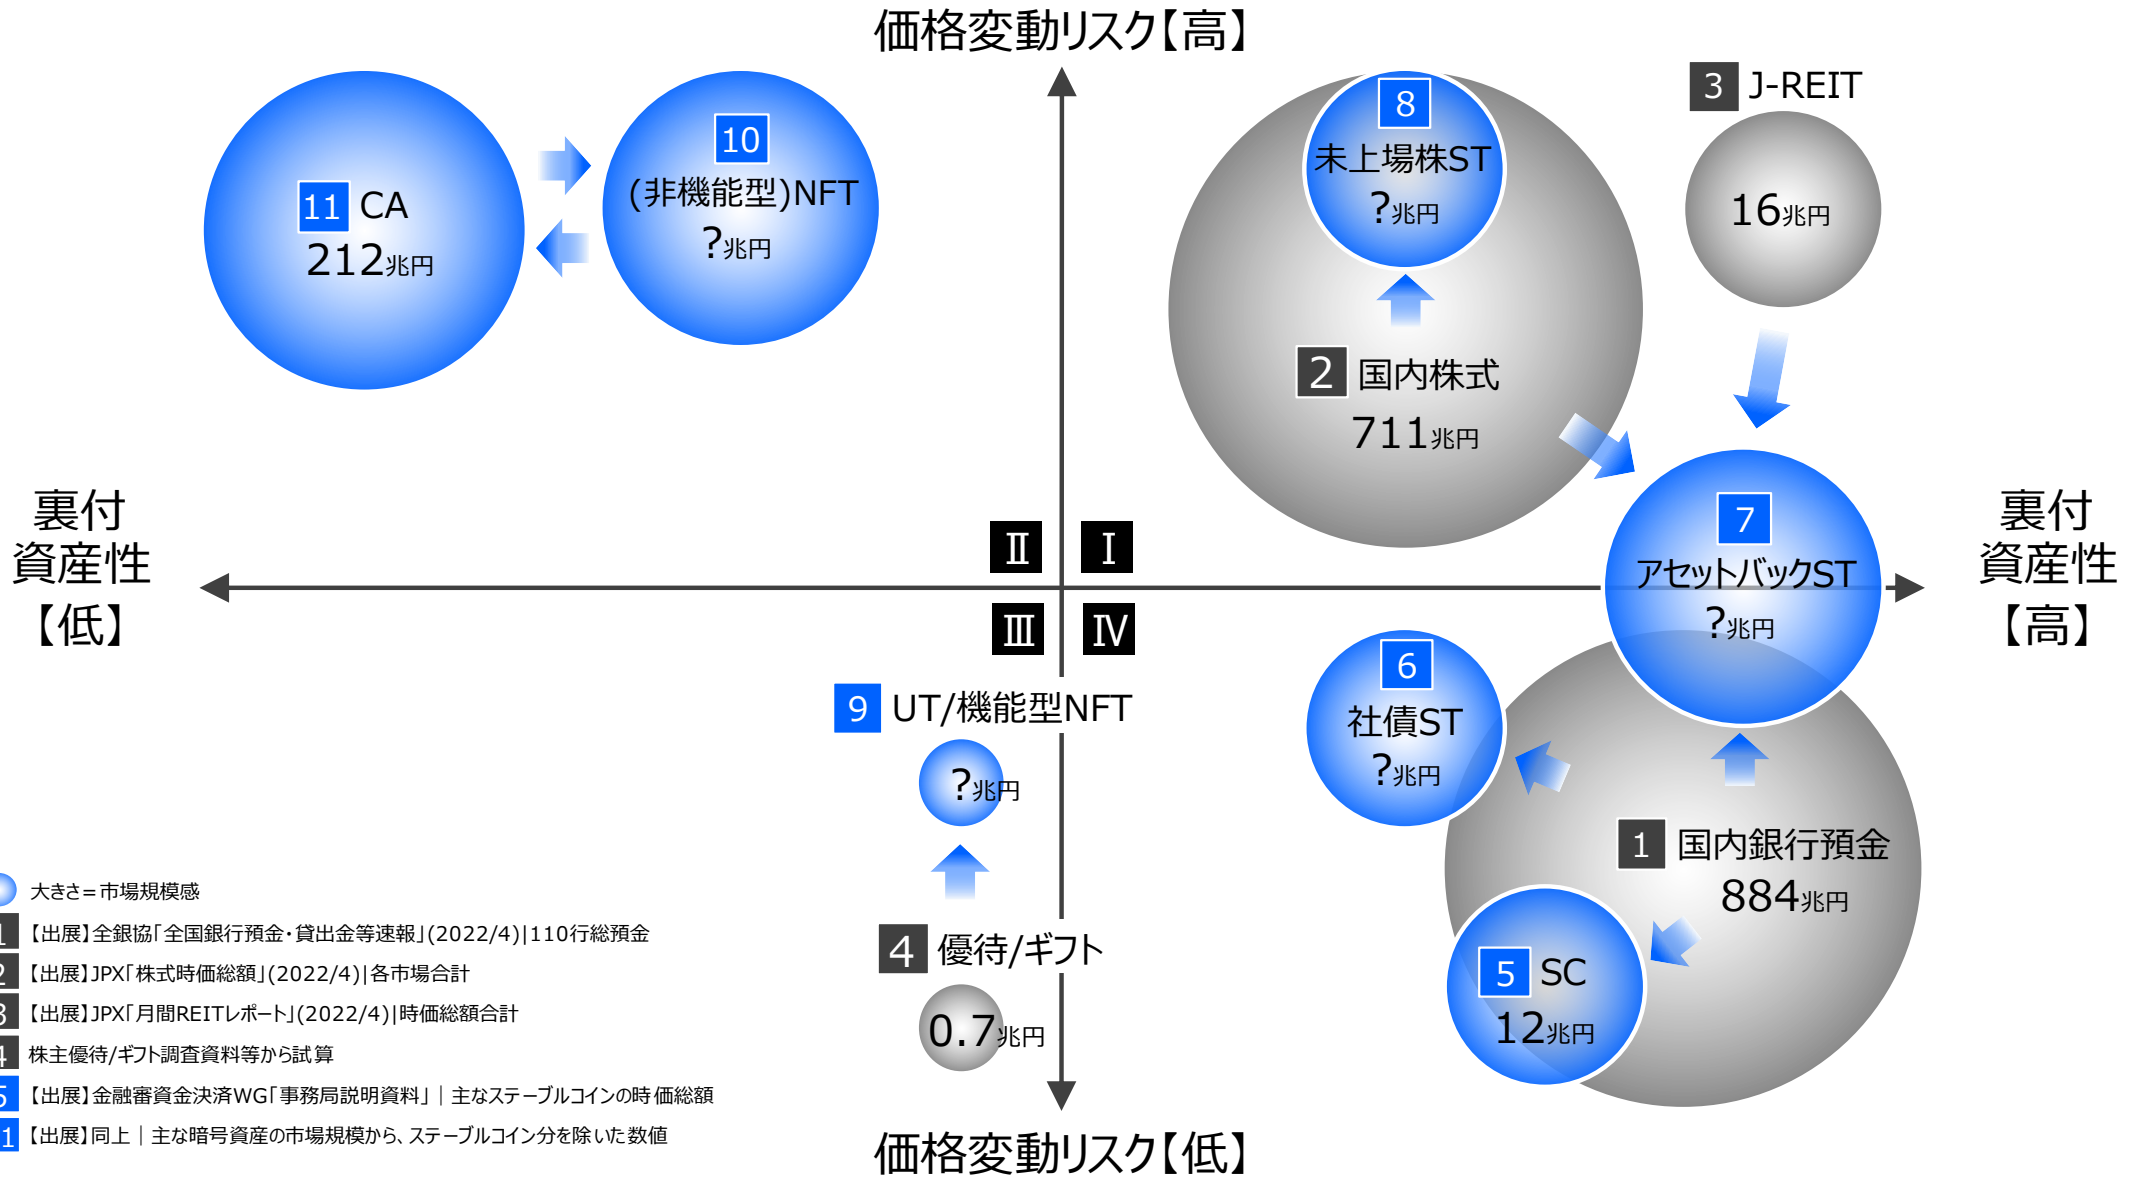 価格変動リスク【高】
11 CA
212兆円
10
(非機能型)NFT
?兆円
8
未上場株ST
?兆円
3 J-REIT
16兆円
2 国内株式
711兆円
裏付
資産性
【低】
Ⅱ Ⅰ
Ⅲ Ⅳ
7
アセットバックST
?兆円
裏付
資産性
【高】
9 UT/機能型NFT
?兆円
6
社債ST
?兆円
1 国内銀行預金
884兆円
4 優待/ギフト
0.7兆円
5 SC
12兆円
大きさ=市場規模感
1 【出展】全銀協「全国銀行預金・貸出金等速報」(2022/4)|110行総預金
2 【出展】JPX「株式時価総額」(2022/4)|各市場合計
3 【出展】JPX「月間REITレポート」(2022/4)|時価総額合計
4 株主優待/ギフト調査資料等から試算
5 【出展】金融審資金決済WG「事務局説明資料」｜主なステーブルコインの時価総額
1 【出展】同上｜主な暗号資産の市場規模から、ステーブルコイン分を除いた数値
価格変動リスク【低】